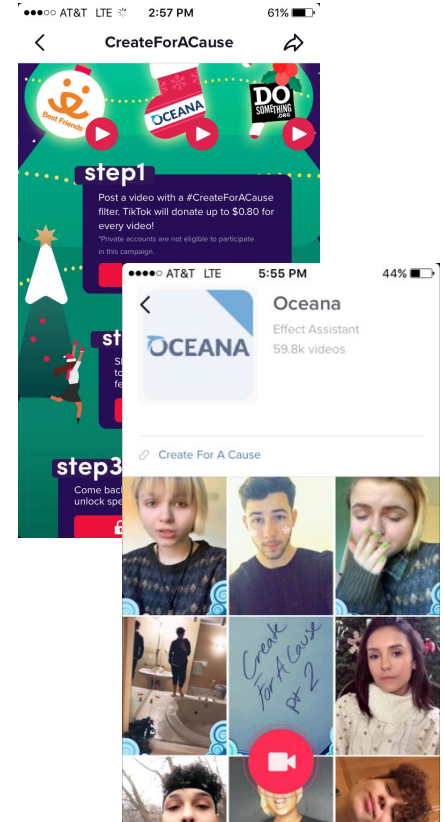 AT&T LTE 2:57 PM 61%
CreateForACause
Best Friends
OCEANA
DO
SOMETHING
.ORG
step1
Post a video with a #CreateForACause
filter. TikTok will donate up to $0.80 for
every video!
*Private accounts are not eligible to participate
in this campaign.
step3
Come back
AT&T LTE 5:55 PM 44%
OCEANA
Oceana
Effect Assistant
59.8k videos
Create For A Cause
Create
For A Cause
pt 2